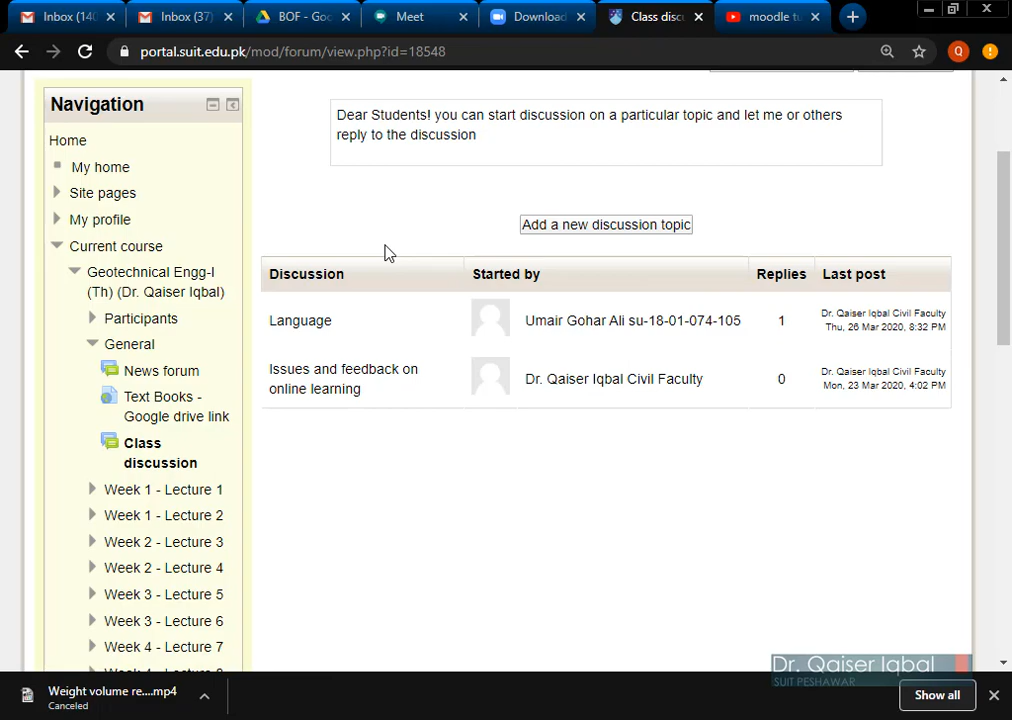 Inbox (140
Inbox (37)
BOF - Goo
Meet
Download
Class discu
moodle tu
portal.suit.edu.pk/mod/forum/view.php?id=18548
Q
Navigation
Home
My home
Site pages
My profile
Current course
Geotechnical Engg-I
(Th) (Dr. Qaiser Iqbal)
Participants
General
News forum
Text Books -
Google drive link
Class
discussion
Week 1 - Lecture 1
Week 1 - Lecture 2
Week 2 - Lecture 3
Week 2 - Lecture 4
Week 3 - Lecture 5
Week 3 - Lecture 6
Week 4 - Lecture 7
Dear Students! you can start discussion on a particular topic and let me or others
reply to the discussion
Add a new discussion topic
Discussion Started by Replies Last post
Language Umair Gohar Ali su-18-01-074-105 1 Dr. Qaiser Iqbal Civil Faculty
Thu, 26 Mar 2020, 8:32 PM
Issues and feedback on
online learning Dr. Qaiser Iqbal Civil Faculty 0 Dr. Qaiser Iqbal Civil Faculty
Mon, 23 Mar 2020, 4:02 PM
Dr. Qaiser Iqbal
SUIT PESHAWAR
Weight volume re....mp4
Canceled
Show all